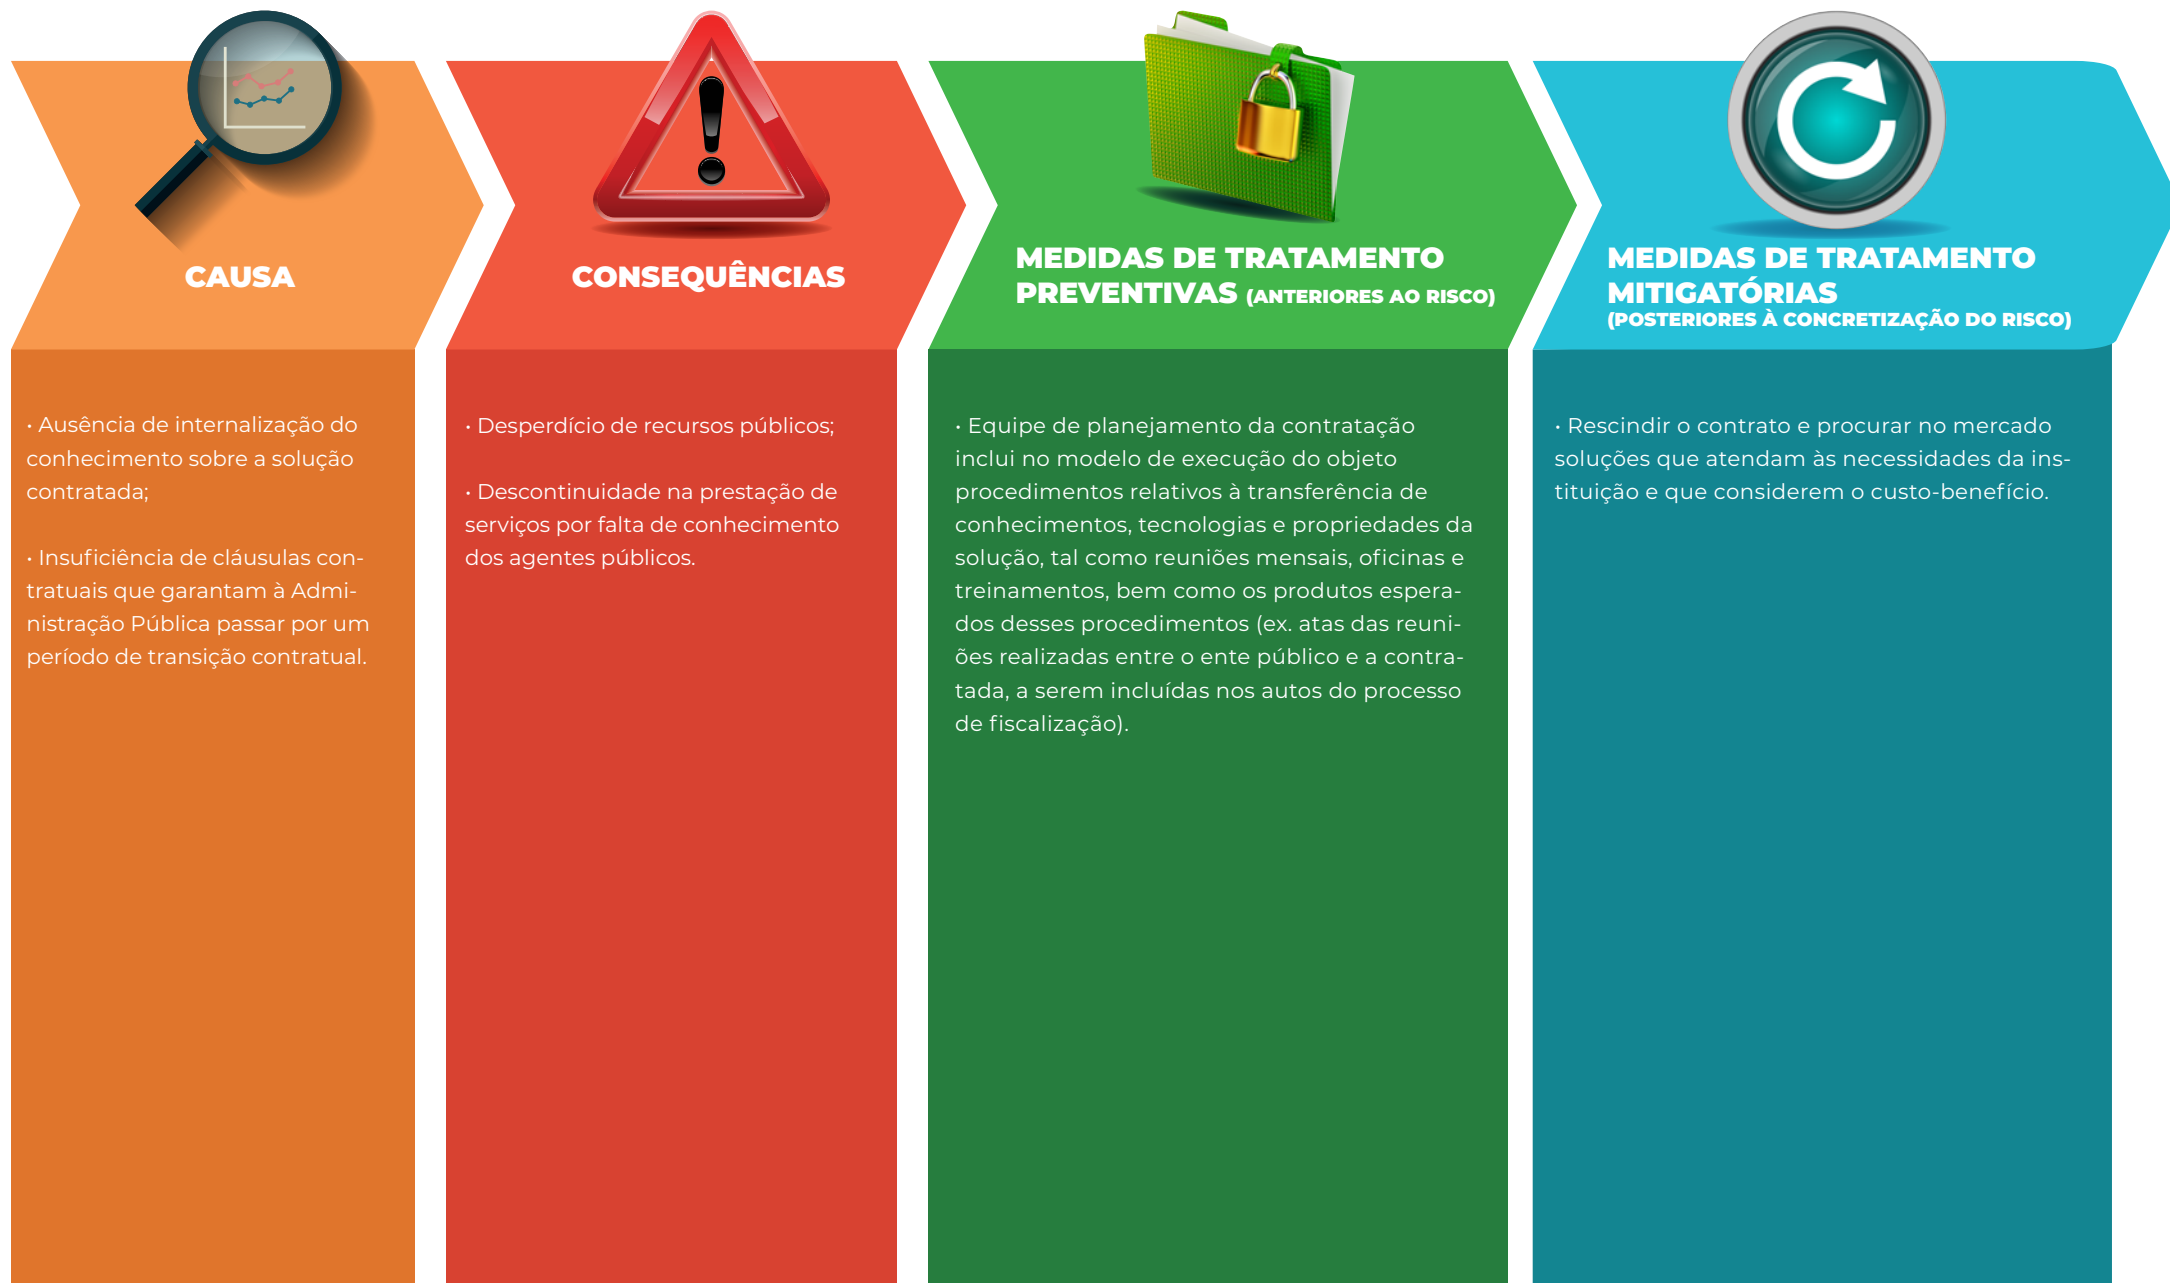 CAUSA
• Ausência de internalização do
conhecimento sobre a solução
contratada;
• Insuficiência de cláusulas con-
tratuais que garantam à Admi-
nistração Pública passar por um
período de transição contratual.
CONSEQUÊNCIAS
• Desperdício de recursos públicos;
• Descontinuidade na prestação de
serviços por falta de conhecimento
dos agentes públicos.
MEDIDAS DE TRATAMENTO
PREVENTIVAS (ANTERIORES AO RISCO)
• Equipe de planejamento da contratação
inclui no modelo de execução do objeto
procedimentos relativos à transferência de
conhecimentos, tecnologias e propriedades da
solução, tal como reuniões mensais, oficinas e
treinamentos, bem como os produtos espera-
dos desses procedimentos (ex. atas das reuni-
ões realizadas entre o ente público e a contra-
tada, a serem incluídas nos autos do processo
de fiscalização).
MEDIDAS DE TRATAMENTO
MITIGATÓRIAS
(POSTERIORES À CONCRETIZAÇÃO DO RISCO)
• Rescindir o contrato e procurar no mercado
soluções que atendam às necessidades da ins-
tituição e que considerem o custo-benefício.